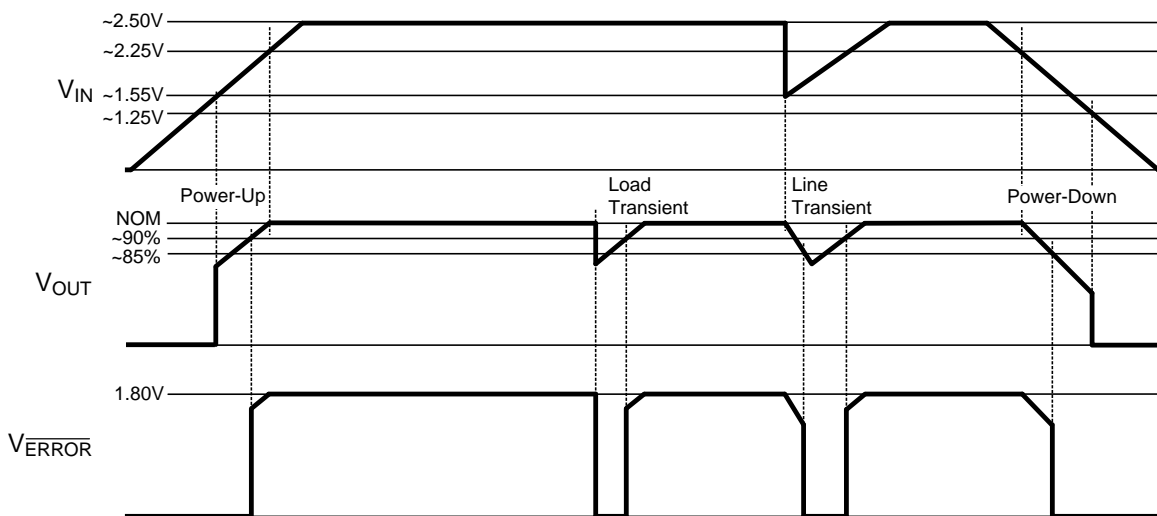 ~2.50V
~2.25V
VIN
~1.55V
~1.25V
Power-Up
Load
Transient
Line
Transient
Power-Down
NOM
~90%
~85%
VOUT
1.80V
VERROR